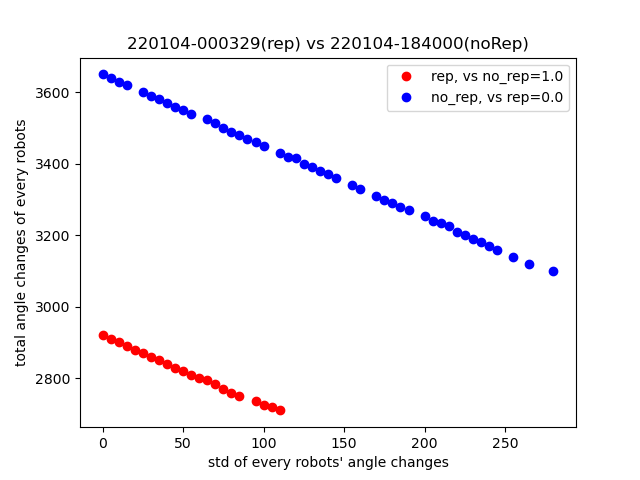 220104-000329(rep) vs 220104-184000(noRep)
rep, vs no_rep=1.0
no_rep, vs rep=0.0
total angle changes of every robots
3600
3400
3200
3000
2800
0 50 100 150 200 250
std of every robots' angle changes